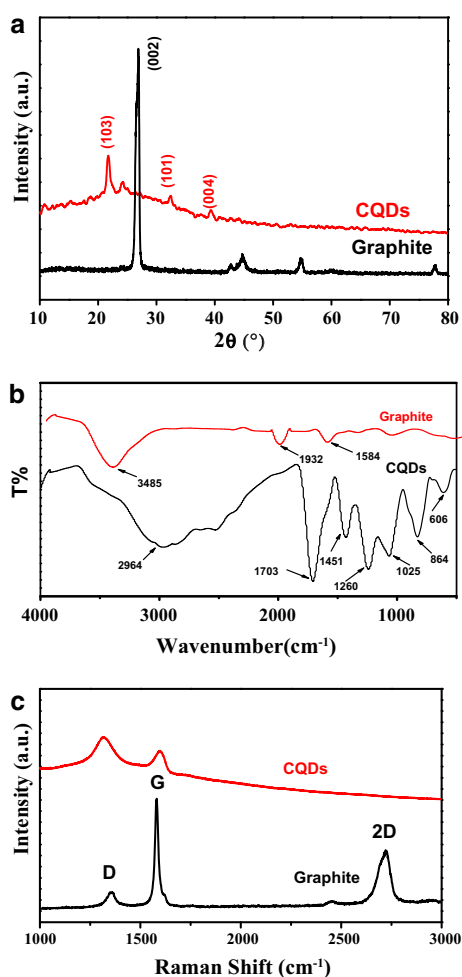 a
Intensity (a.u.)
(002)
(103)
(101)
(004)
CQDs
Graphite
10 20 30 40 50 60 70 80
2θ (°)
b
T%
Graphite
1932
1584
3485
CQDs
606
2964
1451
864
1703
1260
1025
4000 3000 2000 1000
Wavenumber(cm-1)
c
Intensity (a.u.)
CQDs
G
2D
D
Graphite
1000 1500 2000 2500 3000
Raman Shift (cm-1)